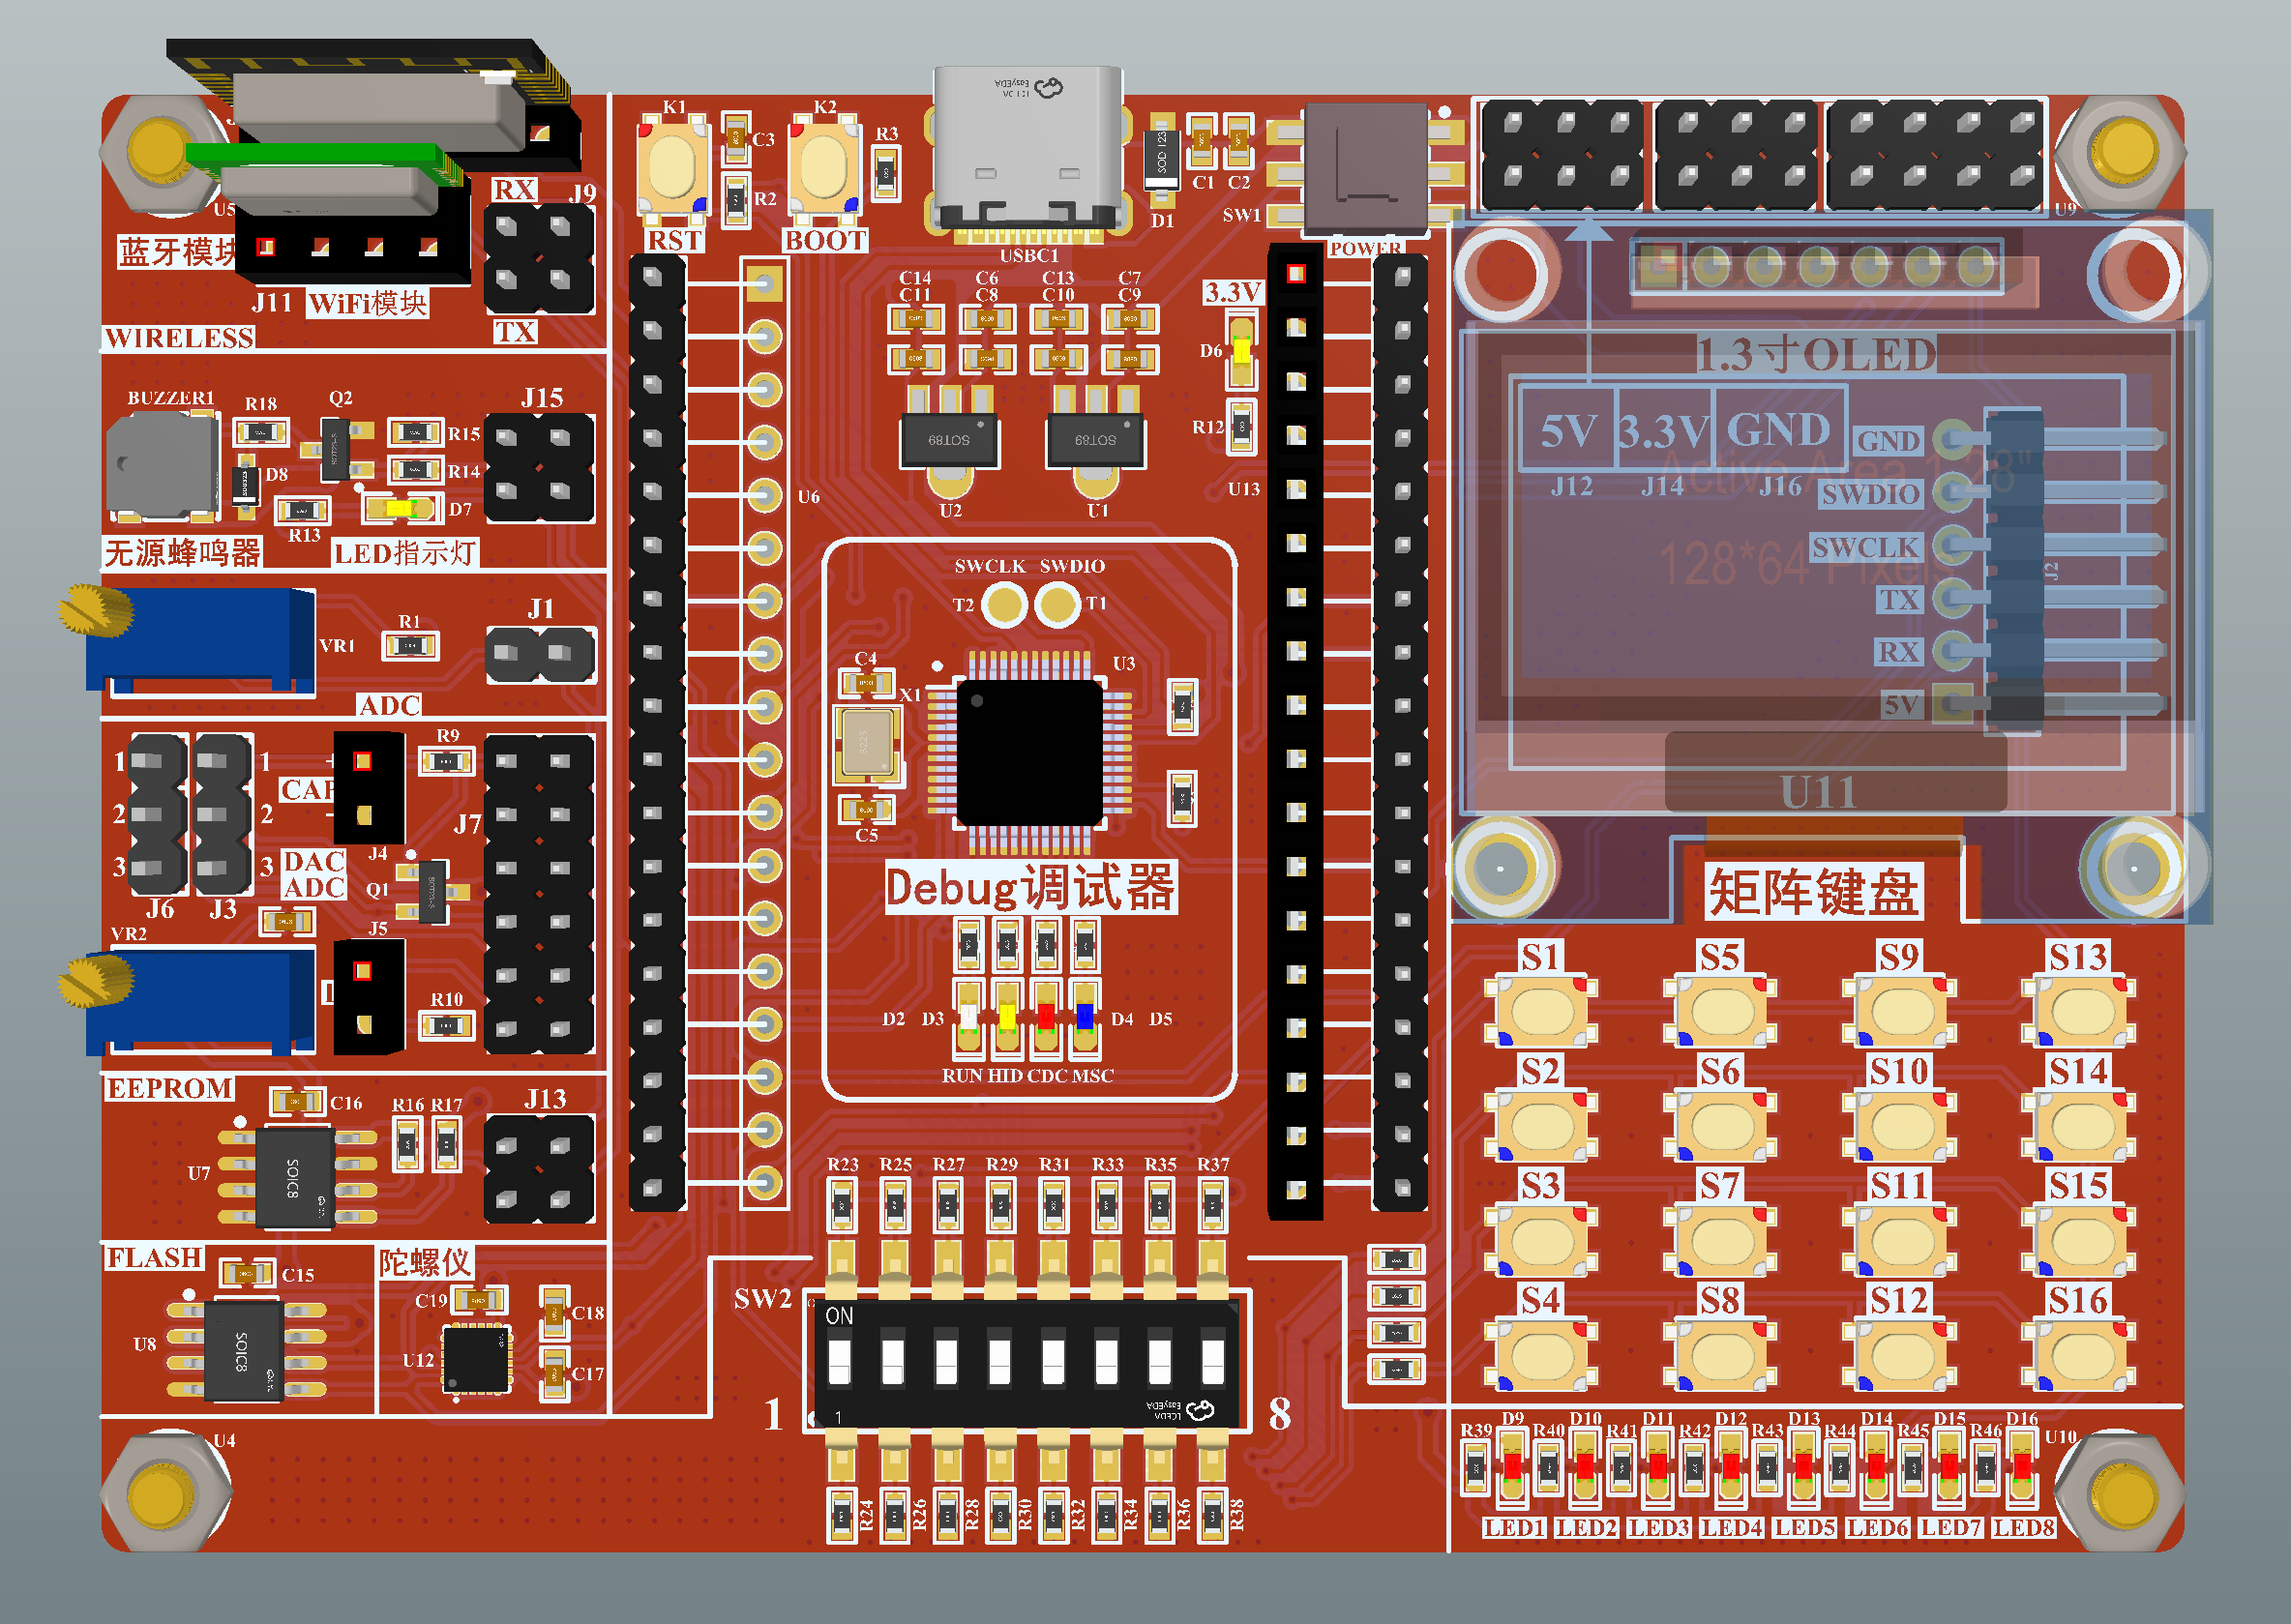 K1
C3
R2
RST
K2
R3
BOOT
EasyEDA
USBC1
SOD 123
D1
C1
C2
SW1
POWER
U9
U5
RX
J9
TX
蓝牙模块
J11
WiFi模块
WIRELESS
BUZZER1
R18
Q2
R15
R14
D8
R13
D7
J15
无源蜂鸣器
LED指示灯
VR1
R1
J1
ADC
1
2
3
1
2
3
J6
J3
CAP
+
-
R9
J4
J7
DAC
ADC
Q1
VR2
J5
R10
EEPROM
C16
R16
R17
J13
U7
SOIC8
FLASH
陀螺仪
C15
U8
SOIC8
C19
C18
U12
C17
U4
U6
C14
C6
C13
C7
C11
C8
C10
C9
SOT89
SOT89
U2
U1
3.3V
D6
R12
U13
SWCLK
SWDIO
T2
T1
C4
X1
U3
C5
Debug调试器
D2
D3
D4
D5
RUN
HID
CDC
MSC
R23
R25
R27
R29
R31
R33
R35
R37
SW2
ON
1
1
8
LCEDA
EasyEDA
R24
R26
R28
R30
R32
R34
R36
R38
1.3寸OLED
5V
3.3V
GND
J12
J14
J16
Active Area 1.28"
128*64 Pixels
GND
SWDIO
SWCLK
TX
RX
5V
J2
U11
矩阵键盘
S1
S5
S9
S13
S2
S6
S10
S14
S3
S7
S11
S15
S4
S8
S12
S16
R39
D9
R40
D10
R41
D11
R42
D12
R43
D13
R44
D14
R45
D15
R46
D16
U10
LED1
LED2
LED3
LED4
LED5
LED6
LED7
LED8